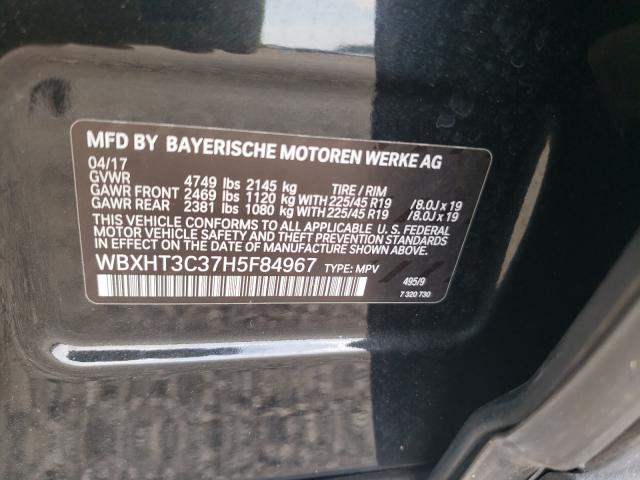 MFD BY BAYERISCHE MOTOREN WERKE AG
04/17
GVWR 4749 lbs 2145 kg TIRE / RIM
GAWR FRONT 2469 lbs 1120 kg WITH 225/45 R19 /8.0J x 19
GAWR REAR 2381 lbs 1080 kg WITH 225/45 R19 /8.0J x 19
THIS VEHICLE CONFORMS TO ALL APPLICABLE U.S. FEDERAL
MOTOR VEHICLE SAFETY, BUMPER, AND THEFT PREVENTION
STANDARDS IN EFFECT ON THE DATE OF MANUFACTURE SHOWN ABOVE.
WBXHT3C37H5F84967 TYPE: MPV
495/9
7 320 730